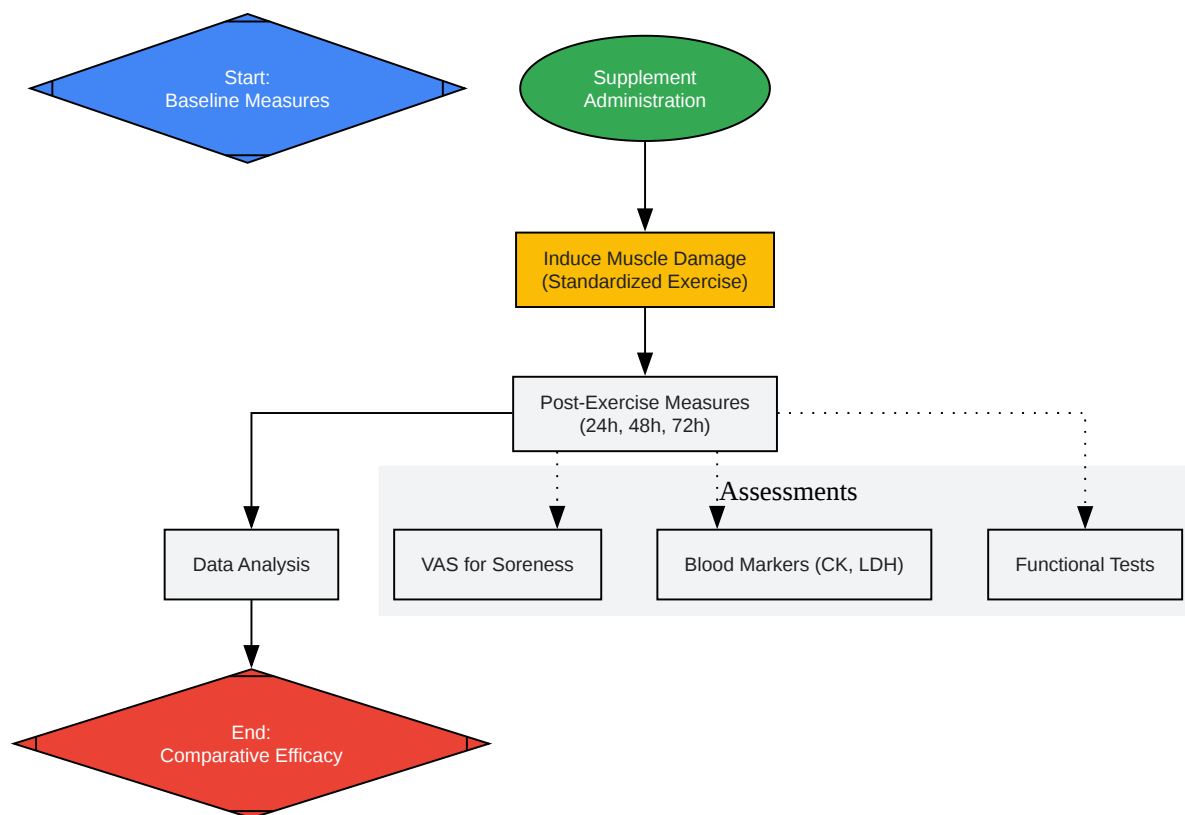 Start:
Baseline Measures
Supplement
Administration
Induce Muscle Damage
(Standardized Exercise)
Post-Exercise Measures
(24h, 48h, 72h)
Assessments
Data Analysis
VAS for Soreness
Blood Markers (CK, LDH)
Functional Tests
End:
Comparative Efficacy